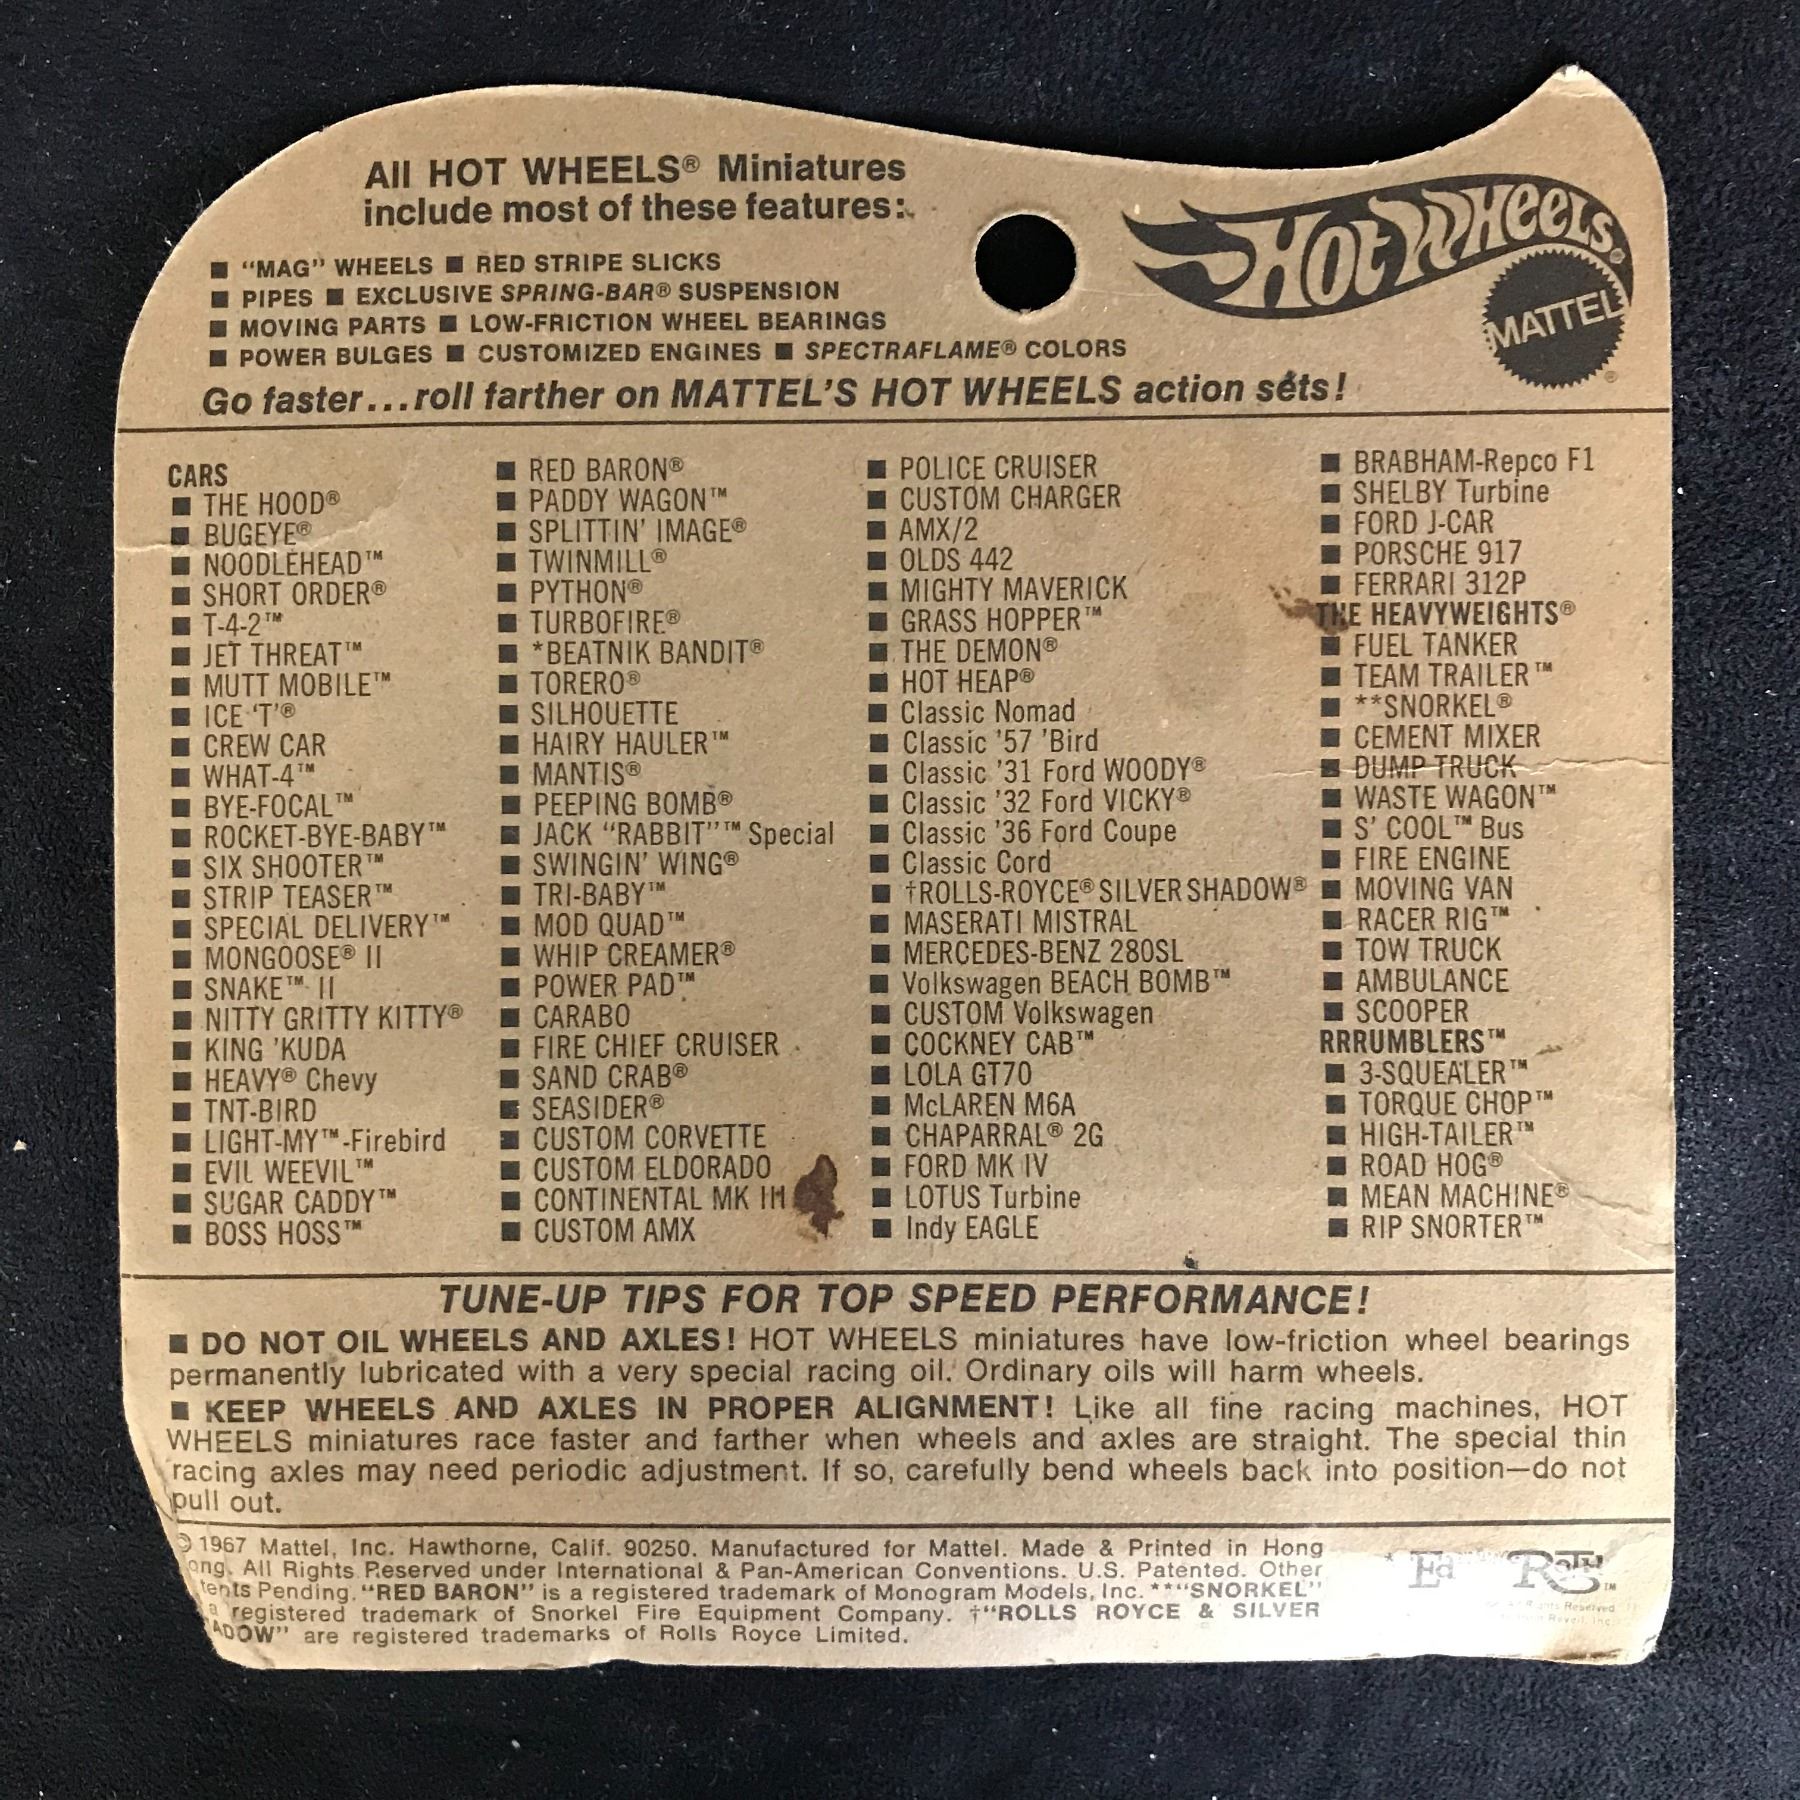 All HOT WHEELS® Miniatures
include most of these features:
■ “MAG” WHEELS ■ RED STRIPE SLICKS
■ PIPES ■ EXCLUSIVE SPRING-BAR® SUSPENSION
■ MOVING PARTS ■ LOW-FRICTION WHEEL BEARINGS
■ POWER BULGES ■ CUSTOMIZED ENGINES ■ SPECTRAFLAME® COLORS
Go faster...roll farther on MATTEL’S HOT WHEELS action sets!
HOT WHEELS®
MATTEL®
CARS
■ THE HOOD®
■ BUGEYE®
■ NOODLEHEAD™
■ SHORT ORDER®
■ T-4-2™
■ JET THREAT™
■ MUTT MOBILE™
■ ICE ‘T’®
■ CREW CAR
■ WHAT-4™
■ BYE-FOCAL™
■ ROCKET-BYE-BABY™
■ SIX SHOOTER™
■ STRIP TEASER™
■ SPECIAL DELIVERY™
■ MONGOOSE® II
■ SNAKE™ II
■ NITTY GRITTY KITTY®
■ KING ’KUDA
■ HEAVY® Chevy
■ TNT-BIRD
■ LIGHT-MY™-Firebird
■ EVIL WEEVIL™
■ SUGAR CADDY™
■ BOSS HOSS™
■ RED BARON®
■ PADDY WAGON™
■ SPLITTIN’ IMAGE®
■ TWINMILL®
■ PYTHON®
■ TURBOFIRE®
■ *BEATNIK BANDIT®
■ TORERO®
■ SILHOUETTE
■ HAIRY HAULER™
■ MANTIS®
■ PEEPING BOMB®
■ JACK “RABBIT”™ Special
■ SWINGIN’ WING®
■ TRI-BABY™
■ MOD QUAD™
■ WHIP CREAMER®
■ POWER PAD™
■ CARABO
■ FIRE CHIEF CRUISER
■ SAND CRAB®
■ SEASIDER®
■ CUSTOM CORVETTE
■ CUSTOM ELDORADO
■ CONTINENTAL MK III
■ CUSTOM AMX
■ POLICE CRUISER
■ CUSTOM CHARGER
■ AMX/2
■ OLDS 442
■ MIGHTY MAVERICK
■ GRASS HOPPER™
■ THE DEMON®
■ HOT HEAP®
■ Classic Nomad
■ Classic ’57 ’Bird
■ Classic ’31 Ford WOODY®
■ Classic ’32 Ford VICKY®
■ Classic ’36 Ford Coupe
■ Classic Cord
■ †ROLLS-ROYCE® SILVER SHADOW®
■ MASERATI MISTRAL
■ MERCEDES-BENZ 280SL
■ Volkswagen BEACH BOMB™
■ CUSTOM Volkswagen
■ COCKNEY CAB™
■ LOLA GT70
■ McLAREN M6A
■ CHAPARRAL® 2G
■ FORD MK IV
■ LOTUS Turbine
■ Indy EAGLE
■ BRABHAM-Repco F1
■ SHELBY Turbine
■ FORD J-CAR
■ PORSCHE 917
■ FERRARI 312P
THE HEAVYWEIGHTS®
■ FUEL TANKER
■ TEAM TRAILER™
■ **SNORKEL®
■ CEMENT MIXER
■ DUMP TRUCK
■ WASTE WAGON™
■ S’ COOL™ Bus
■ FIRE ENGINE
■ MOVING VAN
■ RACER RIG™
■ TOW TRUCK
■ AMBULANCE
■ SCOOPER
RRRUMBLERS™
■ 3-SQUEALER™
■ TORQUE CHOP™
■ HIGH-TAILER™
■ ROAD HOG®
■ MEAN MACHINE®
■ RIP SNORTER™
TUNE-UP TIPS FOR TOP SPEED PERFORMANCE!
■ DO NOT OIL WHEELS AND AXLES! HOT WHEELS miniatures have low-friction wheel bearings
permanently lubricated with a very special racing oil. Ordinary oils will harm wheels.
■ KEEP WHEELS AND AXLES IN PROPER ALIGNMENT! Like all fine racing machines, HOT
WHEELS miniatures race faster and farther when wheels and axles are straight. The special thin
racing axles may need periodic adjustment. If so, carefully bend wheels back into position—do not
pull out.
© 1967 Mattel, Inc. Hawthorne, Calif. 90250. Manufactured for Mattel. Made & Printed in Hong
ong. All Rights Reserved under International & Pan-American Conventions. U.S. Patented. Other
tents Pending. “RED BARON” is a registered trademark of Monogram Models, Inc. **“SNORKEL”
a registered trademark of Snorkel Fire Equipment Company. †“ROLLS ROYCE & SILVER
ADOW” are registered trademarks of Rolls Royce Limited.
* Ed Roth™
All Rights Reserved
Revell, Inc.